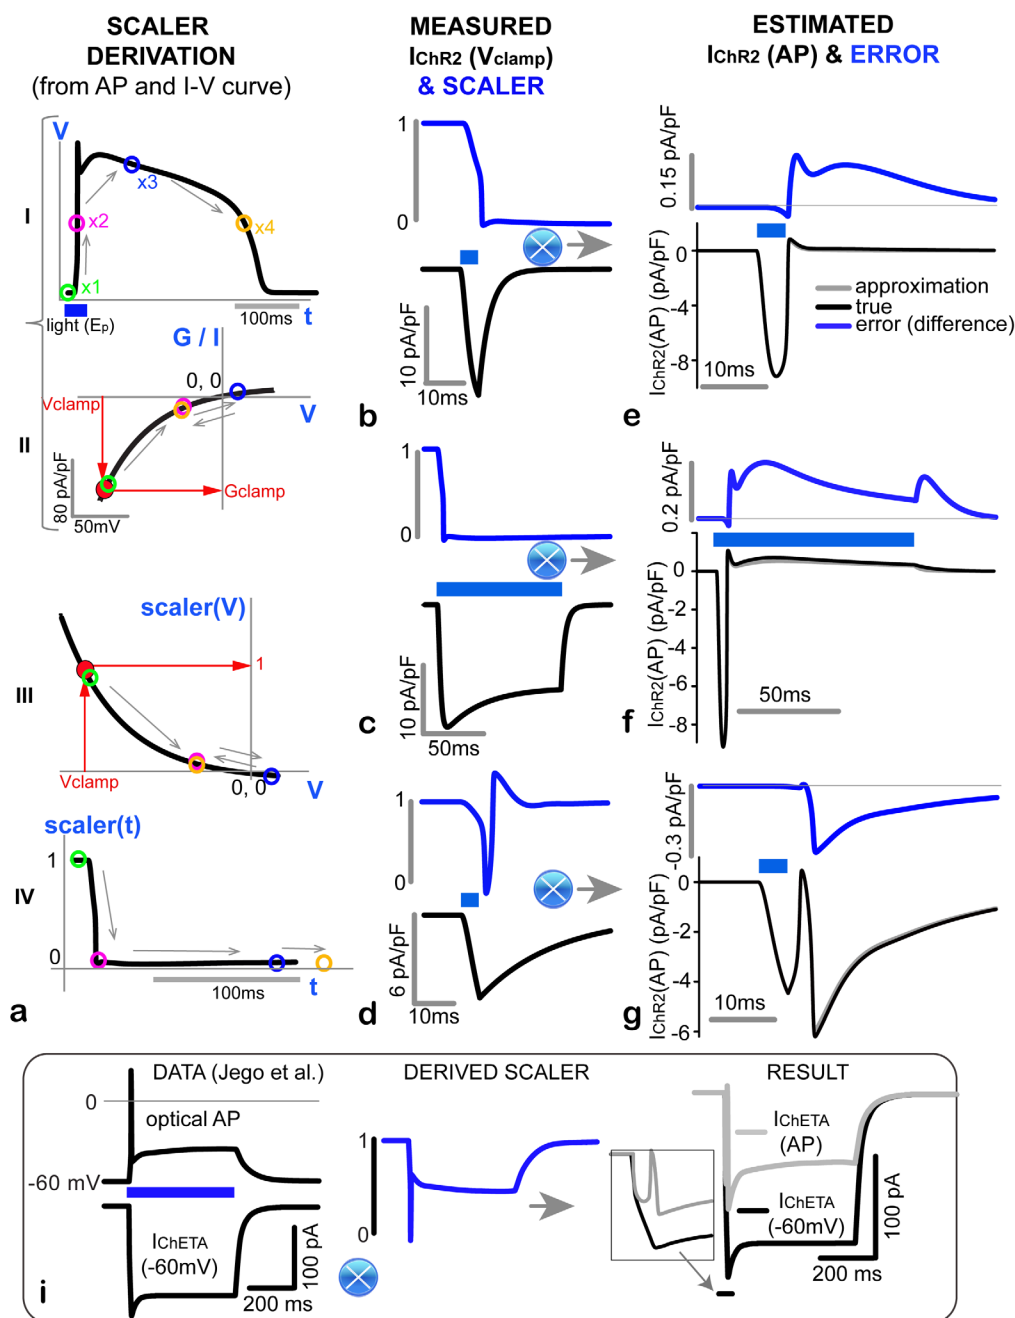 SCALER
DERIVATION
(from AP and I-V curve)
MEASURED
IChR2 (Vclamp)
& SCALER
ESTIMATED
IChR2 (AP) & ERROR
V
x1
x2
x3
x4
I
light (Ep)
100ms
t
G / I
0, 0
V
Vclamp
Gclamp
II
80 pA/pF
50mV
scaler(V)
1
III
Vclamp
0, 0
V
scaler(t)
1
IV
0
100ms
t
a
1
0
10 pA/pF
10ms
b
1
0
10 pA/pF
50ms
c
1
0
6 pA/pF
10ms
d
0.15 pA/pF
IChR2(AP) (pA/pF)
0
-4
-8
approximation
true
error (difference)
10ms
e
0.2 pA/pF
IChR2(AP) (pA/pF)
0
-2
-4
-6
-8
50ms
f
-0.3 pA/pF
IChR2(AP) (pA/pF)
0
-2
-4
-6
10ms
g
DATA (Jego et al.)
DERIVED SCALER
RESULT
0
optical AP
-60 mV
IChETA
(-60mV)
100 pA
200 ms
i
1
0
IChETA
(AP)
IChETA
(-60mV)
100 pA
200 ms